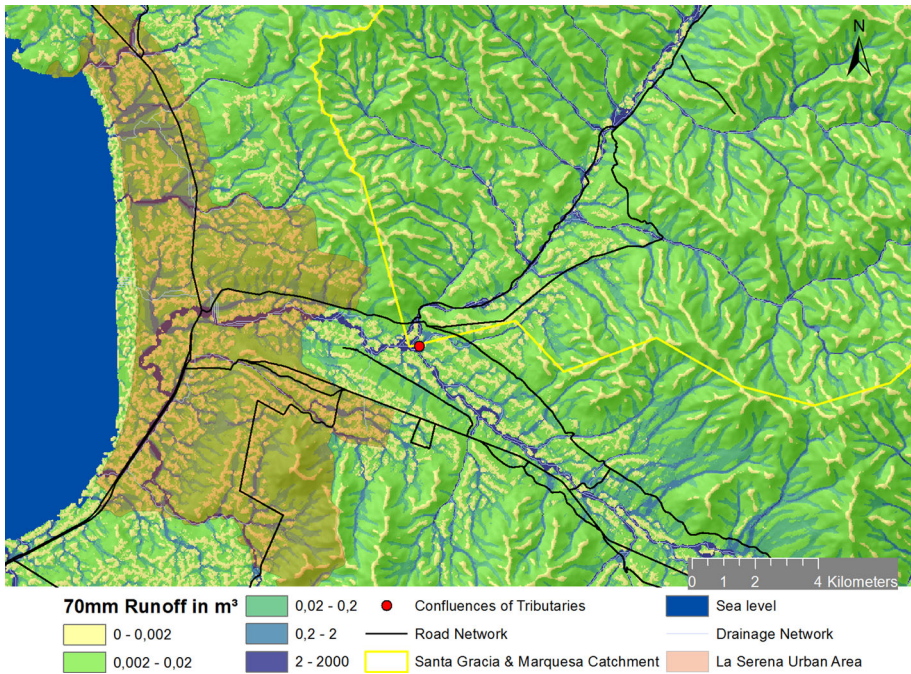 N
0 1 2 4 Kilometers
70mm Runoff in m³
0 - 0,002
0,002 - 0,02
0,02 - 0,2
0,2 - 2
2 - 2000
Confluences of Tributaries
Road Network
Santa Gracia & Marquesa Catchment
Sea level
Drainage Network
La Serena Urban Area